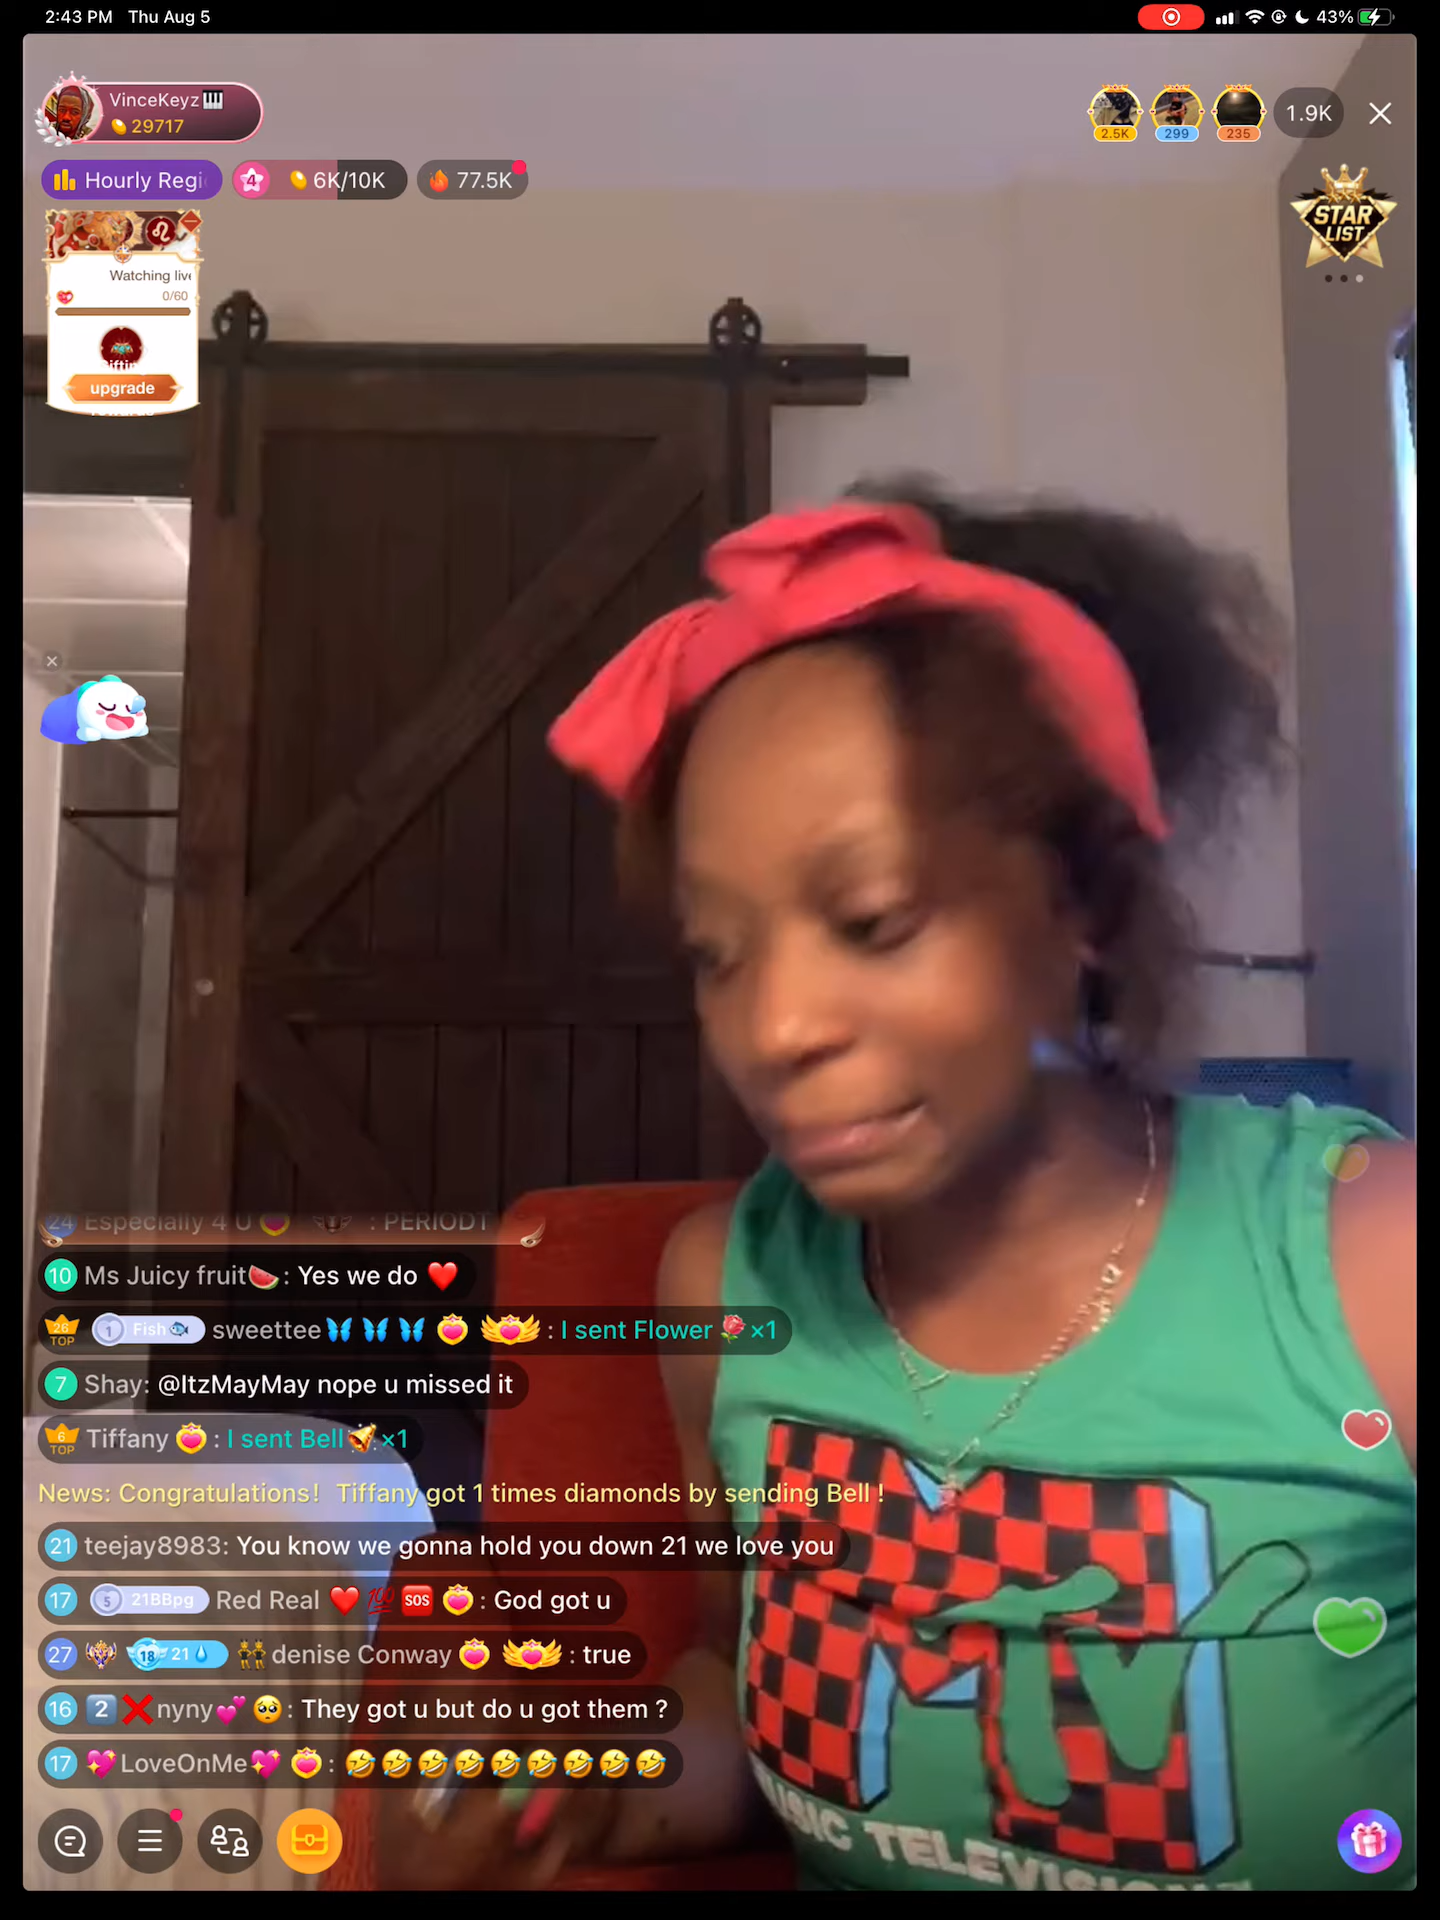 2:43 PM Thu Aug 5
43%
VinceKeyz🎹
29717
2.5K 299 235 1.9K
Hourly Regi
4 6K/10K
77.5K
STAR
LIST
Watching live
0/60
upgrade
24 Especially 4 U : PERIODT
10 Ms Juicy fruit🍉: Yes we do ❤️
26 TOP 1 Fish🐟 sweettee🦋🦋🦋 : I sent Flower 🌹×1
7 Shay: @ItzMayMay nope u missed it
6 TOP Tiffany : I sent Bell ×1
News: Congratulations! Tiffany got 1 times diamonds by sending Bell !
21 teejay8983: You know we gonna hold you down 21 we love you
17 5 21BBpg Red Real ❤️💯🆘 : God got u
27 18 21💧 👯denise Conway : true
16 2️⃣❌nyny💕🥺: They got u but do u got them ?
17 💖LoveOnMe💖 : 🤣🤣🤣🤣🤣🤣🤣🤣🤣
MTV
MUSIC TELEVISION